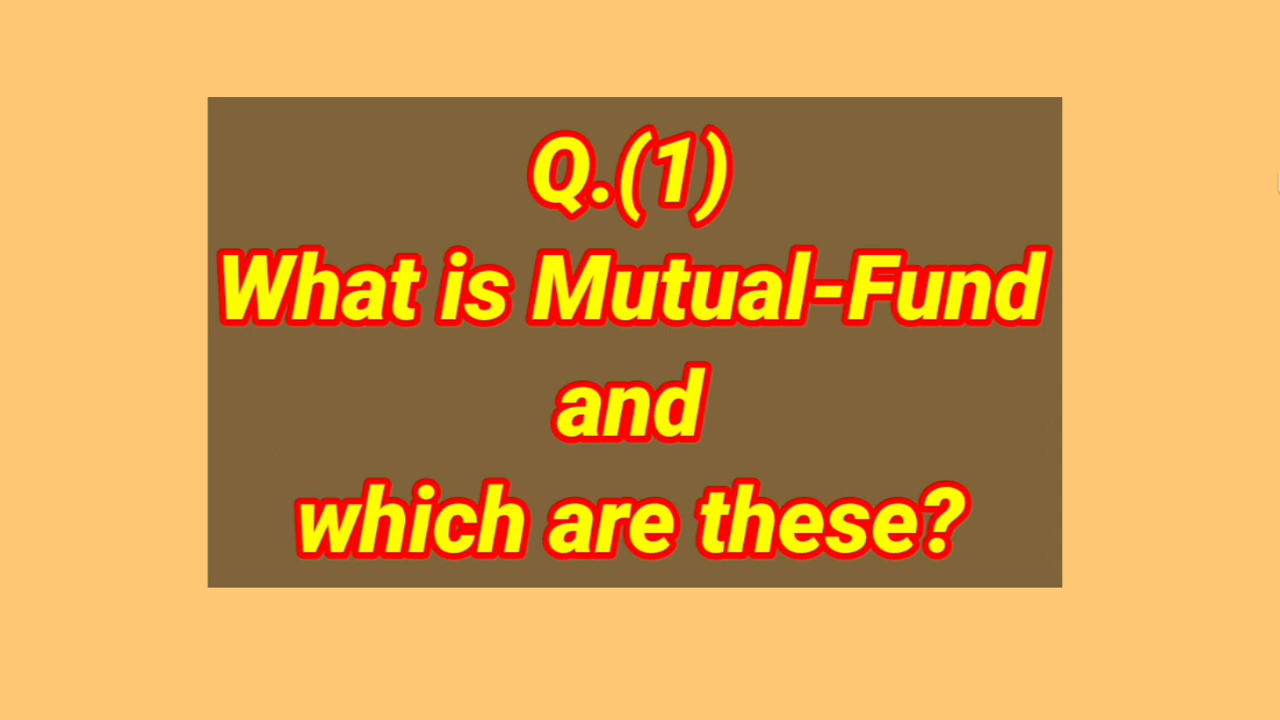 Q.(1)
What is Mutual-Fund
and
which are these?